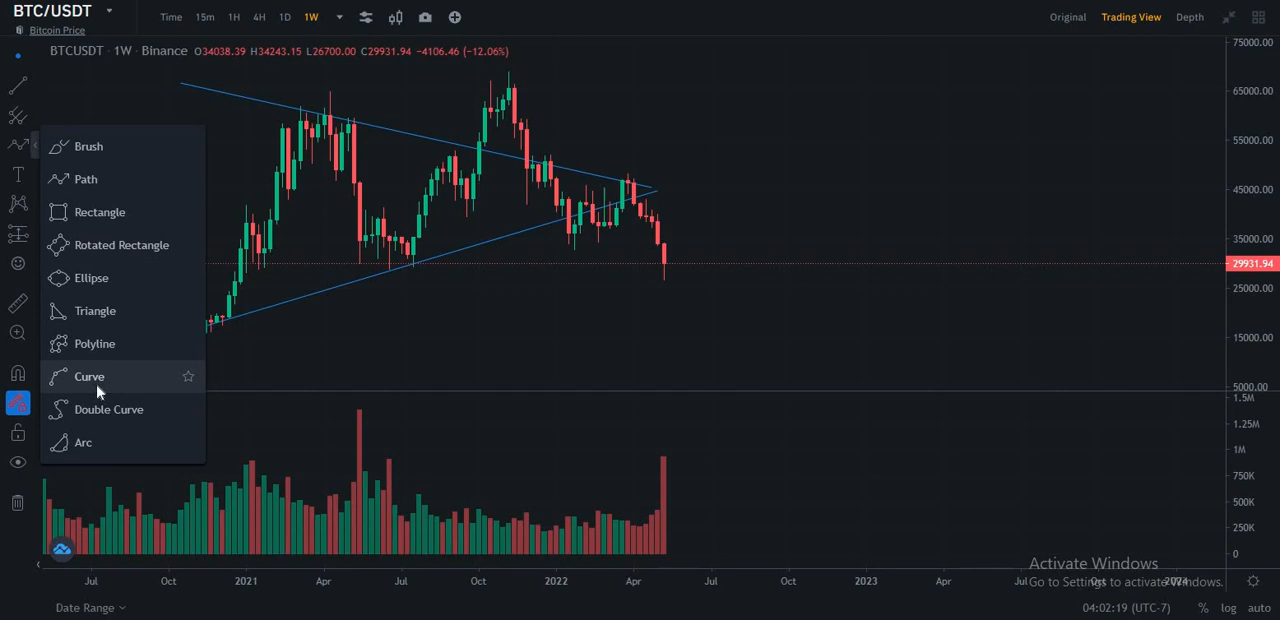 BTC/USDT
Bitcoin Price
Time 15m 1H 4H 1D 1W
Original Trading View Depth
BTCUSDT · 1W · Binance O34038.39 H34243.15 L26700.00 C29931.94 -4106.46 (-12.06%)
75000.00
65000.00
55000.00
45000.00
35000.00
29931.94
25000.00
15000.00
5000.00
Brush
Path
Rectangle
Rotated Rectangle
Ellipse
Triangle
Polyline
Curve
Double Curve
Arc
1.5M
1.25M
1M
750K
500K
250K
0
Jul Oct 2021 Apr Jul Oct 2022 Apr Jul Oct 2023 Apr Jul Oct 2024
Activate Windows
Go to Settings to activate Windows.
Date Range
04:02:19 (UTC-7) % log auto